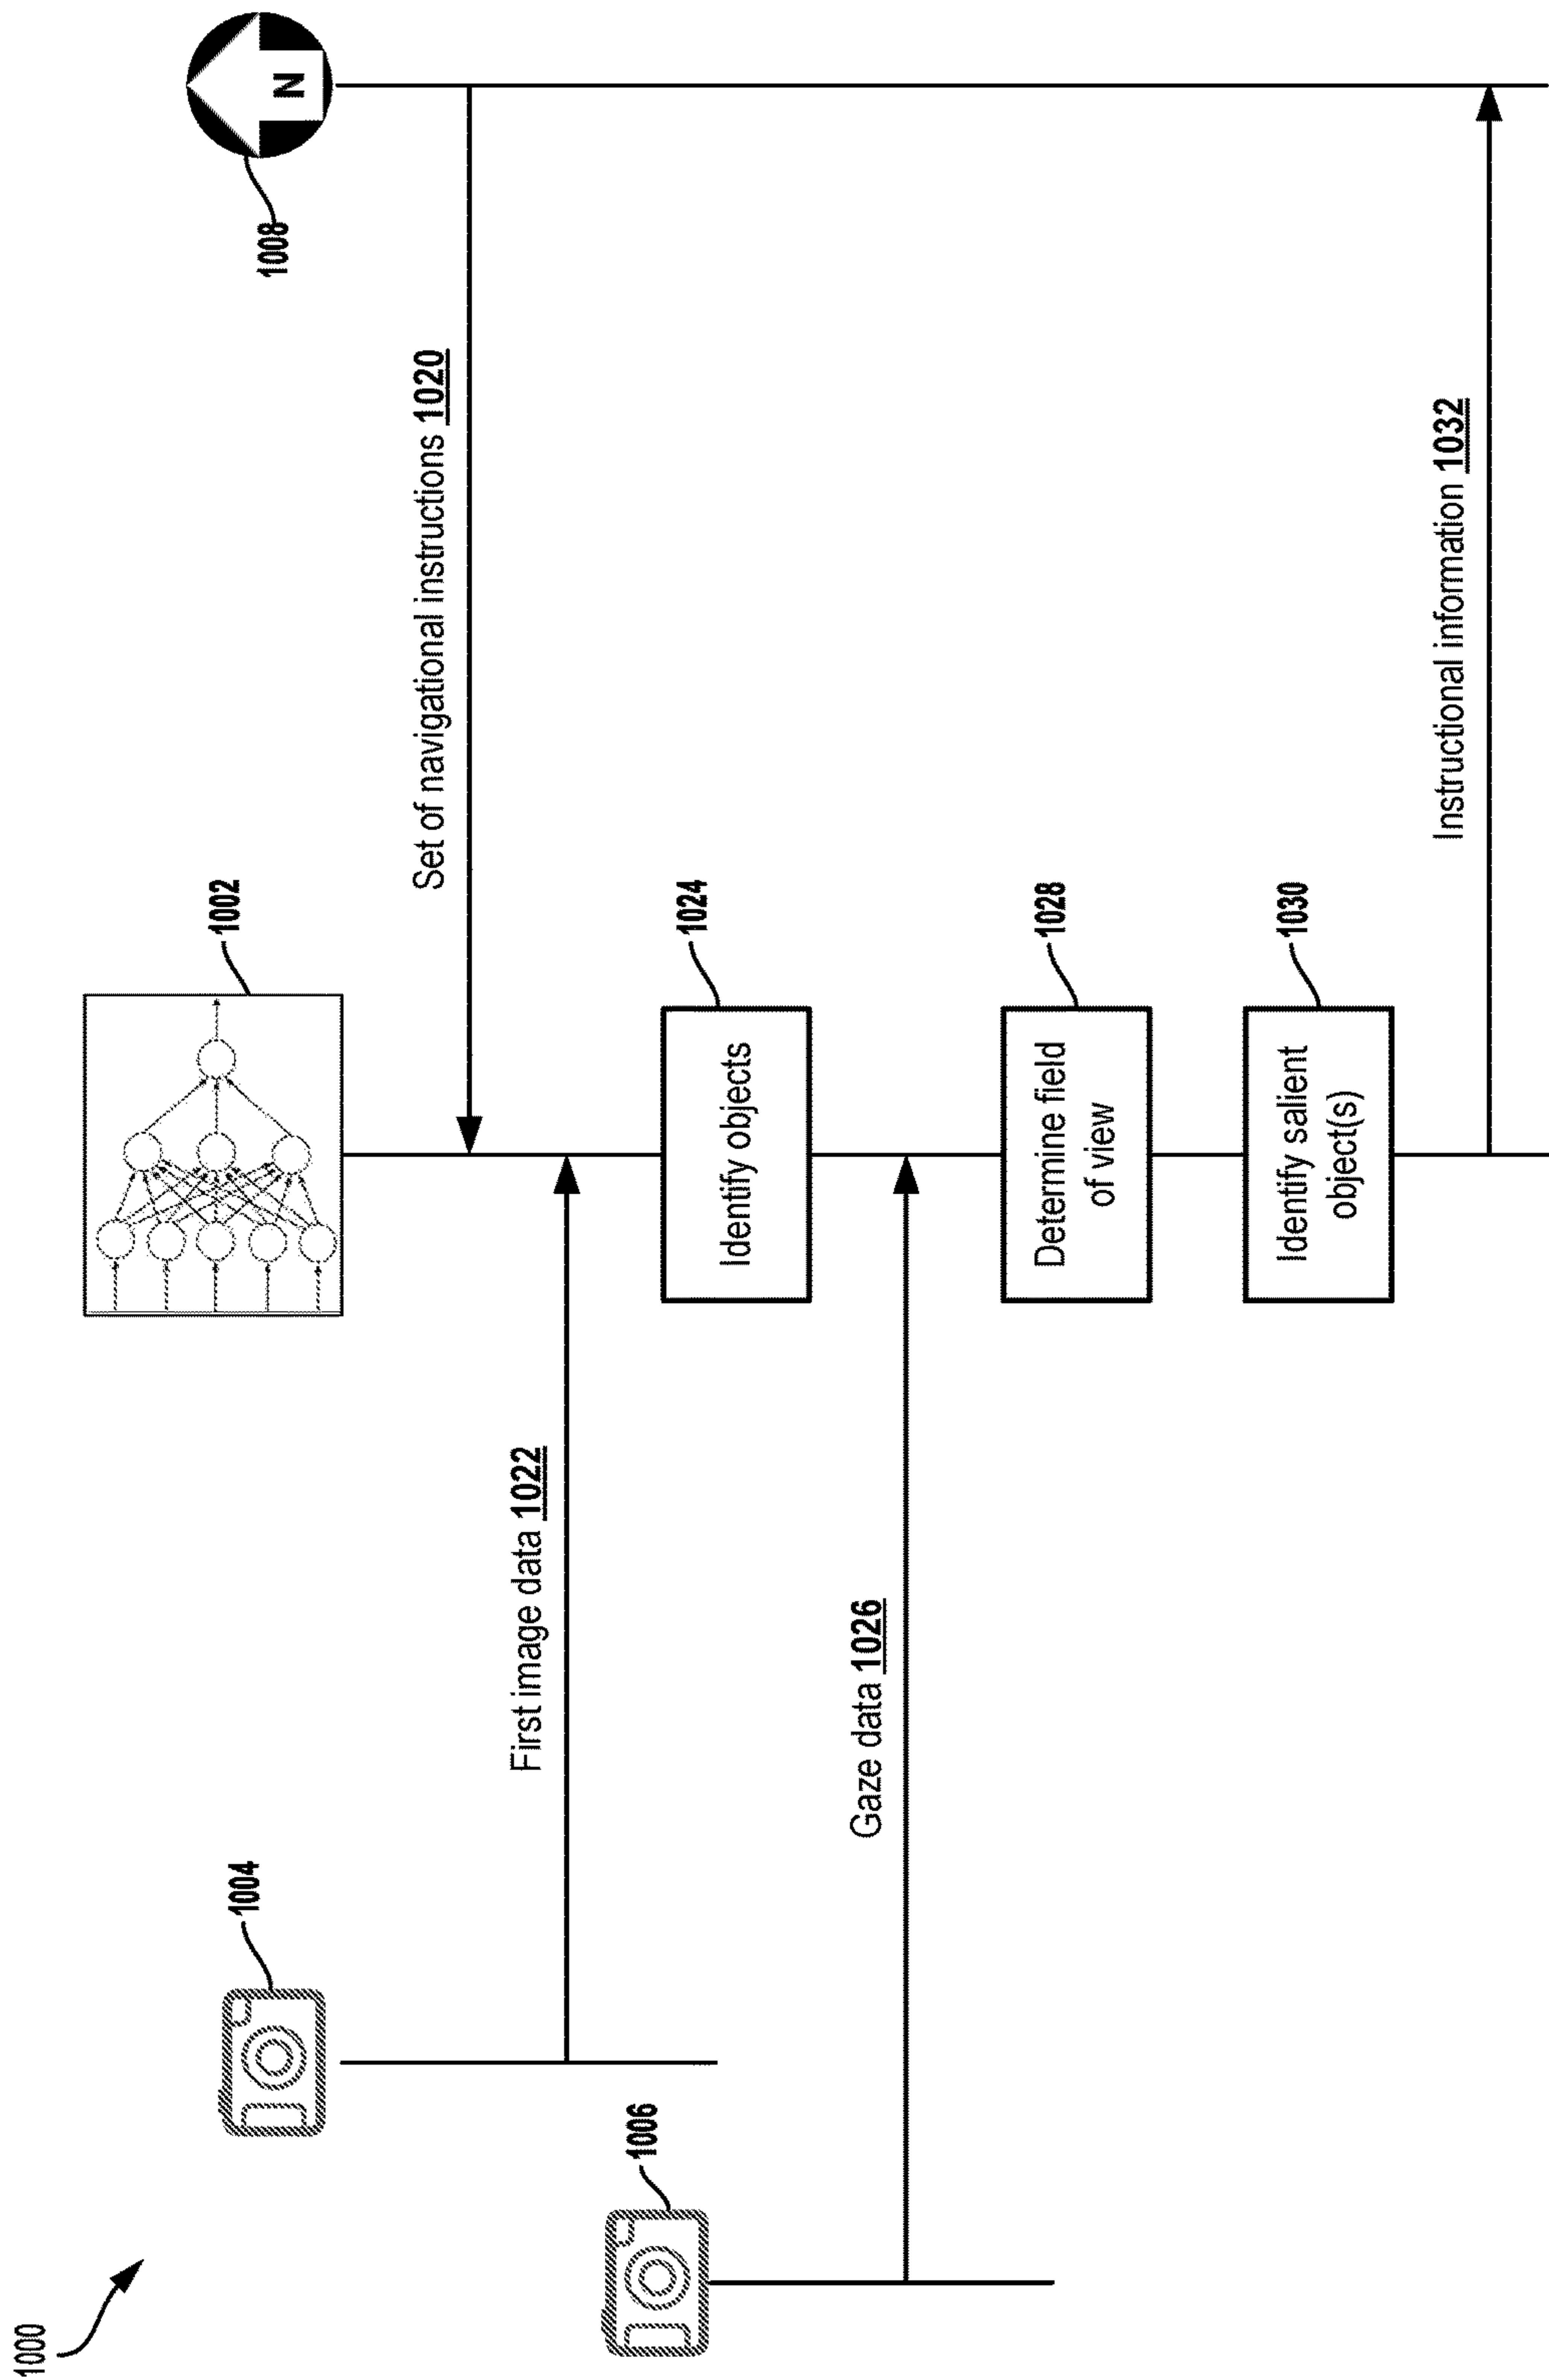 1000
1004
1006
1002
1008
N
Set of navigational instructions 1020
First image data 1022
Identify objects
1024
Gaze data 1026
Determine field
of view
1028
Identify salient
object(s)
1030
Instructional information 1032